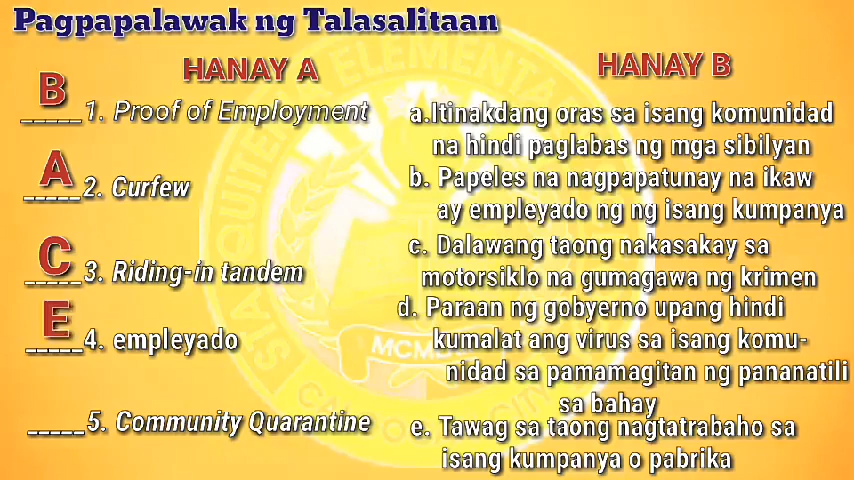 Pagpapalawak ng Talasalitaan
HANAY A
B
_____1. Proof of Employment
A
_____2. Curfew
C
_____3. Riding-in tandem
E
_____4. empleyado
_____5. Community Quarantine
HANAY B
a.Itinakdang oras sa isang komunidad
na hindi paglabas ng mga sibilyan
b. Papeles na nagpapatunay na ikaw
ay empleyado ng ng isang kumpanya
c. Dalawang taong nakasakay sa
motorsiklo na gumagawa ng krimen
d. Paraan ng gobyerno upang hindi
kumalat ang virus sa isang komu-
nidad sa pamamagitan ng pananatili
sa bahay
e. Tawag sa taong nagtatrabaho sa
isang kumpanya o pabrika